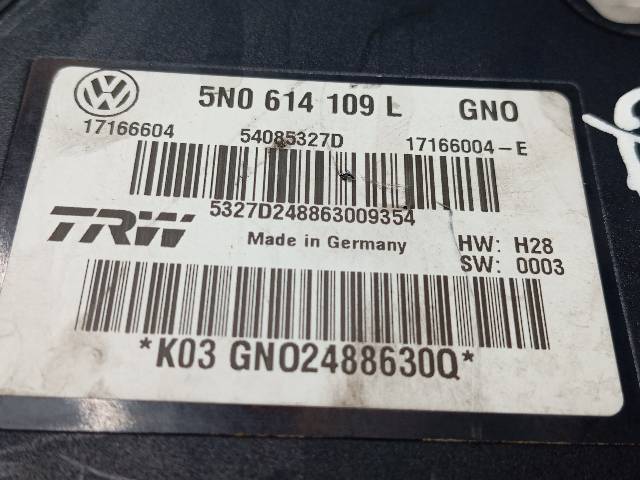 5N0 614 109 L GNO
17166604 54085327D 17166004-E
5327D248863009354
TRW Made in Germany HW: H28
SW: 0003
*K03 GNO2488630Q*